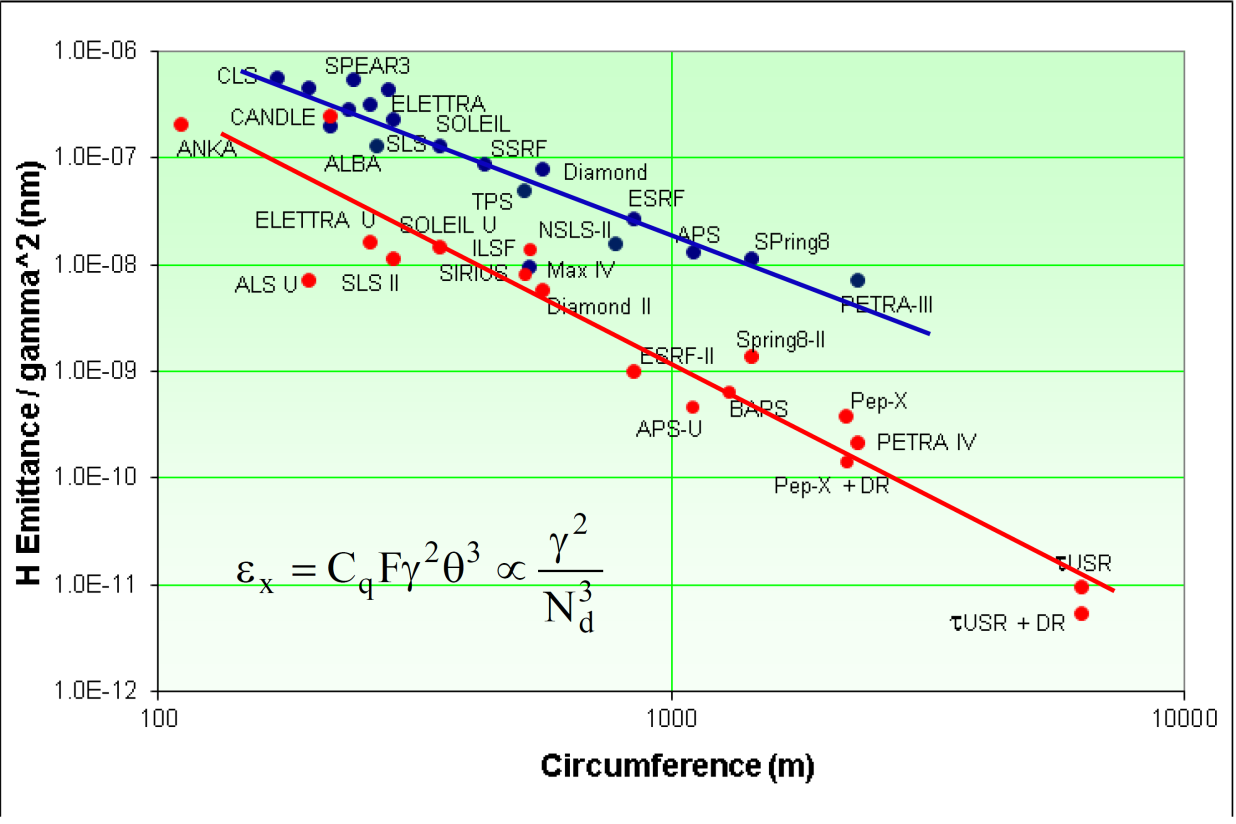 1.0E-06
1.0E-07
1.0E-08
1.0E-09
1.0E-10
1.0E-11
1.0E-12
H Emittance / gamma^2 (nm)
CLS
SPEAR3
CANDLE
ELETTRA
ANKA
ALBA
SLS
SOLEIL
SSRF
Diamond
TPS
ESRF
ELETTRA U
SOLEIL U
NSLS-II
APS
SPring8
ILSF
ALS U
SLS II
SIRIUS
Max IV
PETRA-III
Diamond II
Spring8-II
ESRF-II
BAPS
Pep-X
APS-U
PETRA IV
Pep-X + DR
εx = CqFγ²θ³ ∝ γ²/Nd³
τUSR
τUSR + DR
100
1000
10000
Circumference (m)